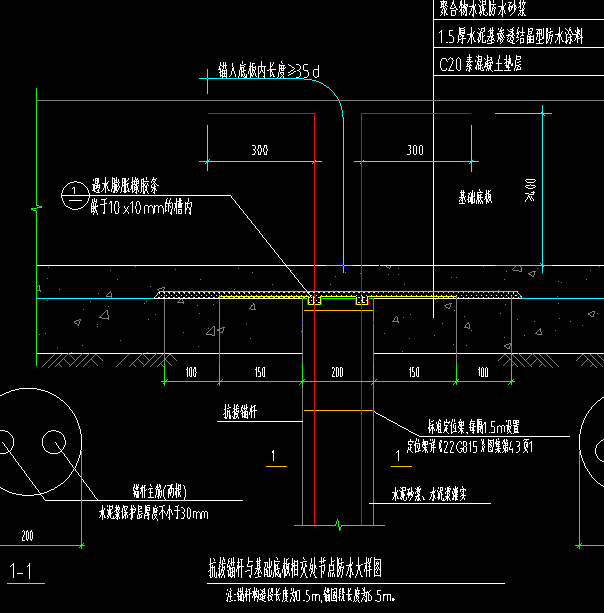 聚合物水泥防水砂浆
1.5厚水泥基渗透结晶型防水涂料
C20素混凝土垫层
锚入底板内长度≥35d
300
300
遇水膨胀橡胶条
1
嵌于10x10mm的槽内
基础底板
≥400
100
150
200
150
100
抗拔锚杆
标准定位架,每隔1.5m设置
定位架详《22G815》图集第4.3页1
1
1
锚杆主筋(两根)
水泥浆保护层厚度不小于30mm
水泥砂浆、水泥浆灌实
200
1-1
抗拔锚杆与基础底板相交处节点防水大样图
注:锚杆构造段长度为0.5m,锚固段长度为6.5m。